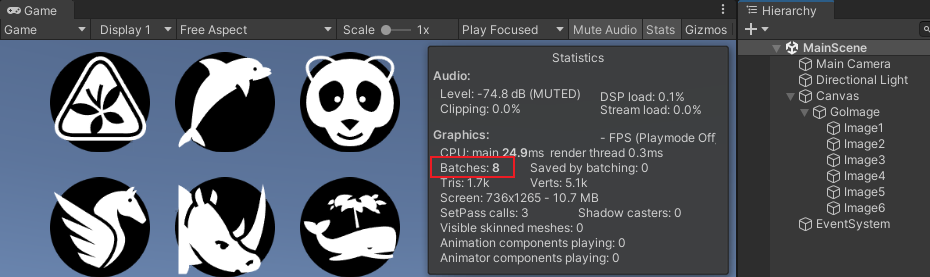 Game
Game Display 1 Free Aspect Scale 1x Play Focused Mute Audio Stats Gizmos
Statistics
Audio:
Level: -74.8 dB (MUTED) DSP load: 0.1%
Clipping: 0.0% Stream load: 0.0%
Graphics: - FPS (Playmode Off
CPU: main 24.9ms render thread 0.3ms
Batches: 8 Saved by batching: 0
Tris: 1.7k Verts: 5.1k
Screen: 736x1265 - 10.7 MB
SetPass calls: 3 Shadow casters: 0
Visible skinned meshes: 0
Animation components playing: 0
Animator components playing: 0
Hierarchy
All
MainScene
Main Camera
Directional Light
Canvas
GoImage
Image1
Image2
Image3
Image4
Image5
Image6
EventSystem